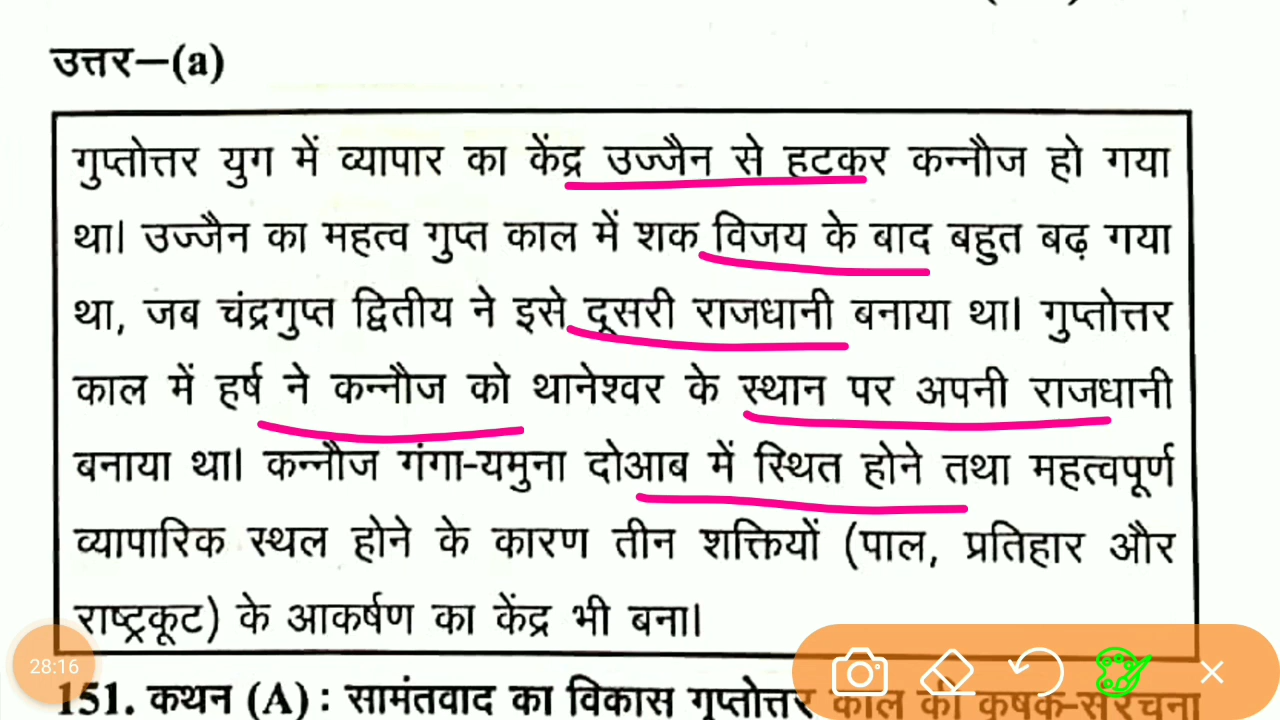 उत्तर–(a)
गुप्तोत्तर युग में व्यापार का केंद्र उज्जैन से हटकर कन्नौज हो गया
था। उज्जैन का महत्व गुप्त काल में शक विजय के बाद बहुत बढ़ गया
था, जब चंद्रगुप्त द्वितीय ने इसे दूसरी राजधानी बनाया था। गुप्तोत्तर
काल में हर्ष ने कन्नौज को थानेश्वर के स्थान पर अपनी राजधानी
बनाया था। कन्नौज गंगा-यमुना दोआब में स्थित होने तथा महत्वपूर्ण
व्यापारिक स्थल होने के कारण तीन शक्तियों (पाल, प्रतिहार और
राष्ट्रकूट) के आकर्षण का केंद्र भी बना।
28:16
151. कथन (A) : सामंतवाद का विकास गुप्तोत्तर काल की कृषक-संरचना